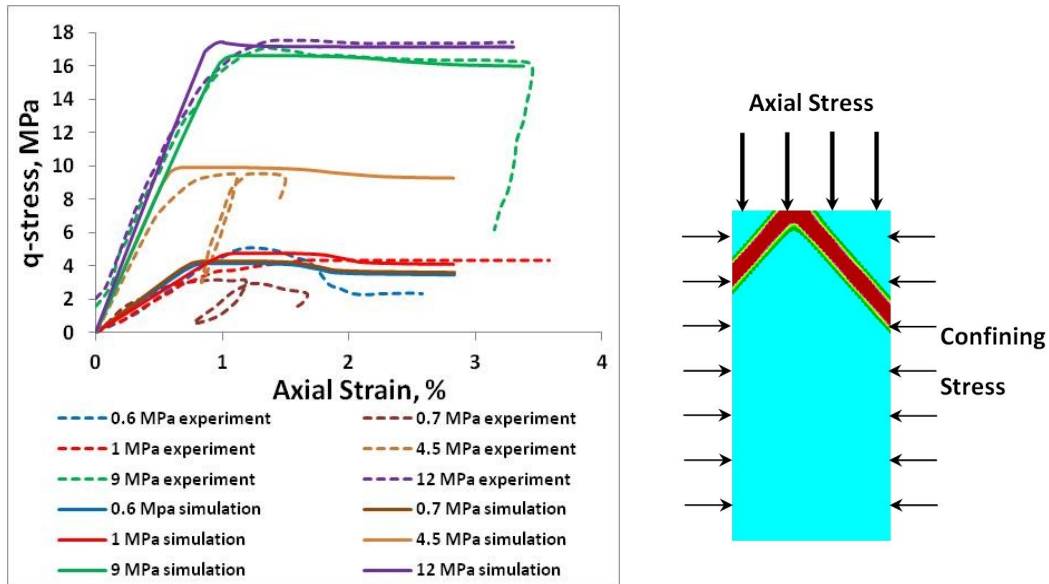 18
16
14
12
10
8
6
4
2
0
q-stress, MPa
0 1 2 3 4
Axial Strain, %
0.6 MPa experiment 0.7 MPa experiment
1 MPa experiment 4.5 MPa experiment
9 MPa experiment 12 MPa experiment
0.6 Mpa simulation 0.7 MPa simulation
1 MPa simulation 4.5 MPa simulation
9 MPa simulation 12 MPa simulation
Axial Stress
Confining
Stress